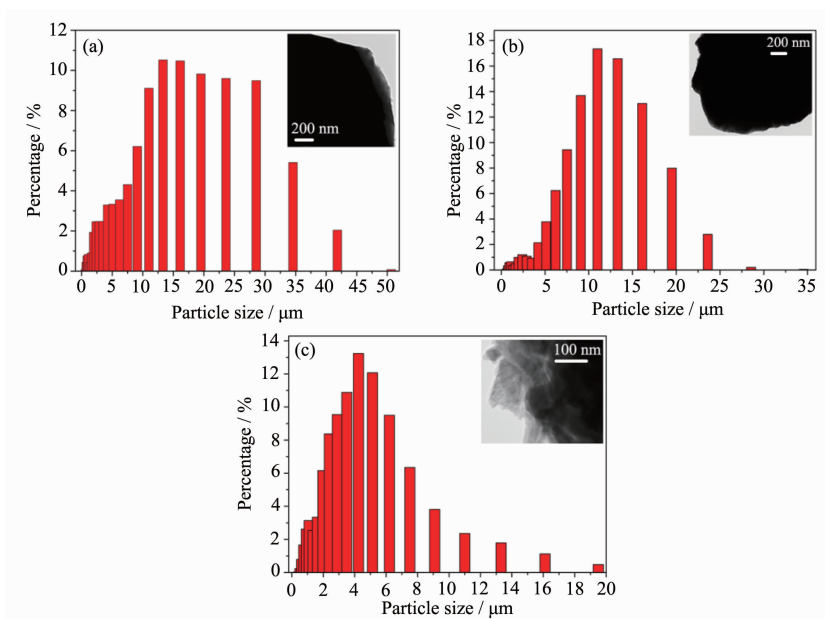 (a)
200 nm
12
10
8
6
4
2
0
Percentage / %
0 5 10 15 20 25 30 35 40 45 50
Particle size / μm
(b)
200 nm
18
16
14
12
10
8
6
4
2
0
Percentage / %
0 5 10 15 20 25 30 35
Particle size / μm
(c)
100 nm
14
12
10
8
6
4
2
0
Percentage / %
0 2 4 6 8 10 12 14 16 18 20
Particle size / μm